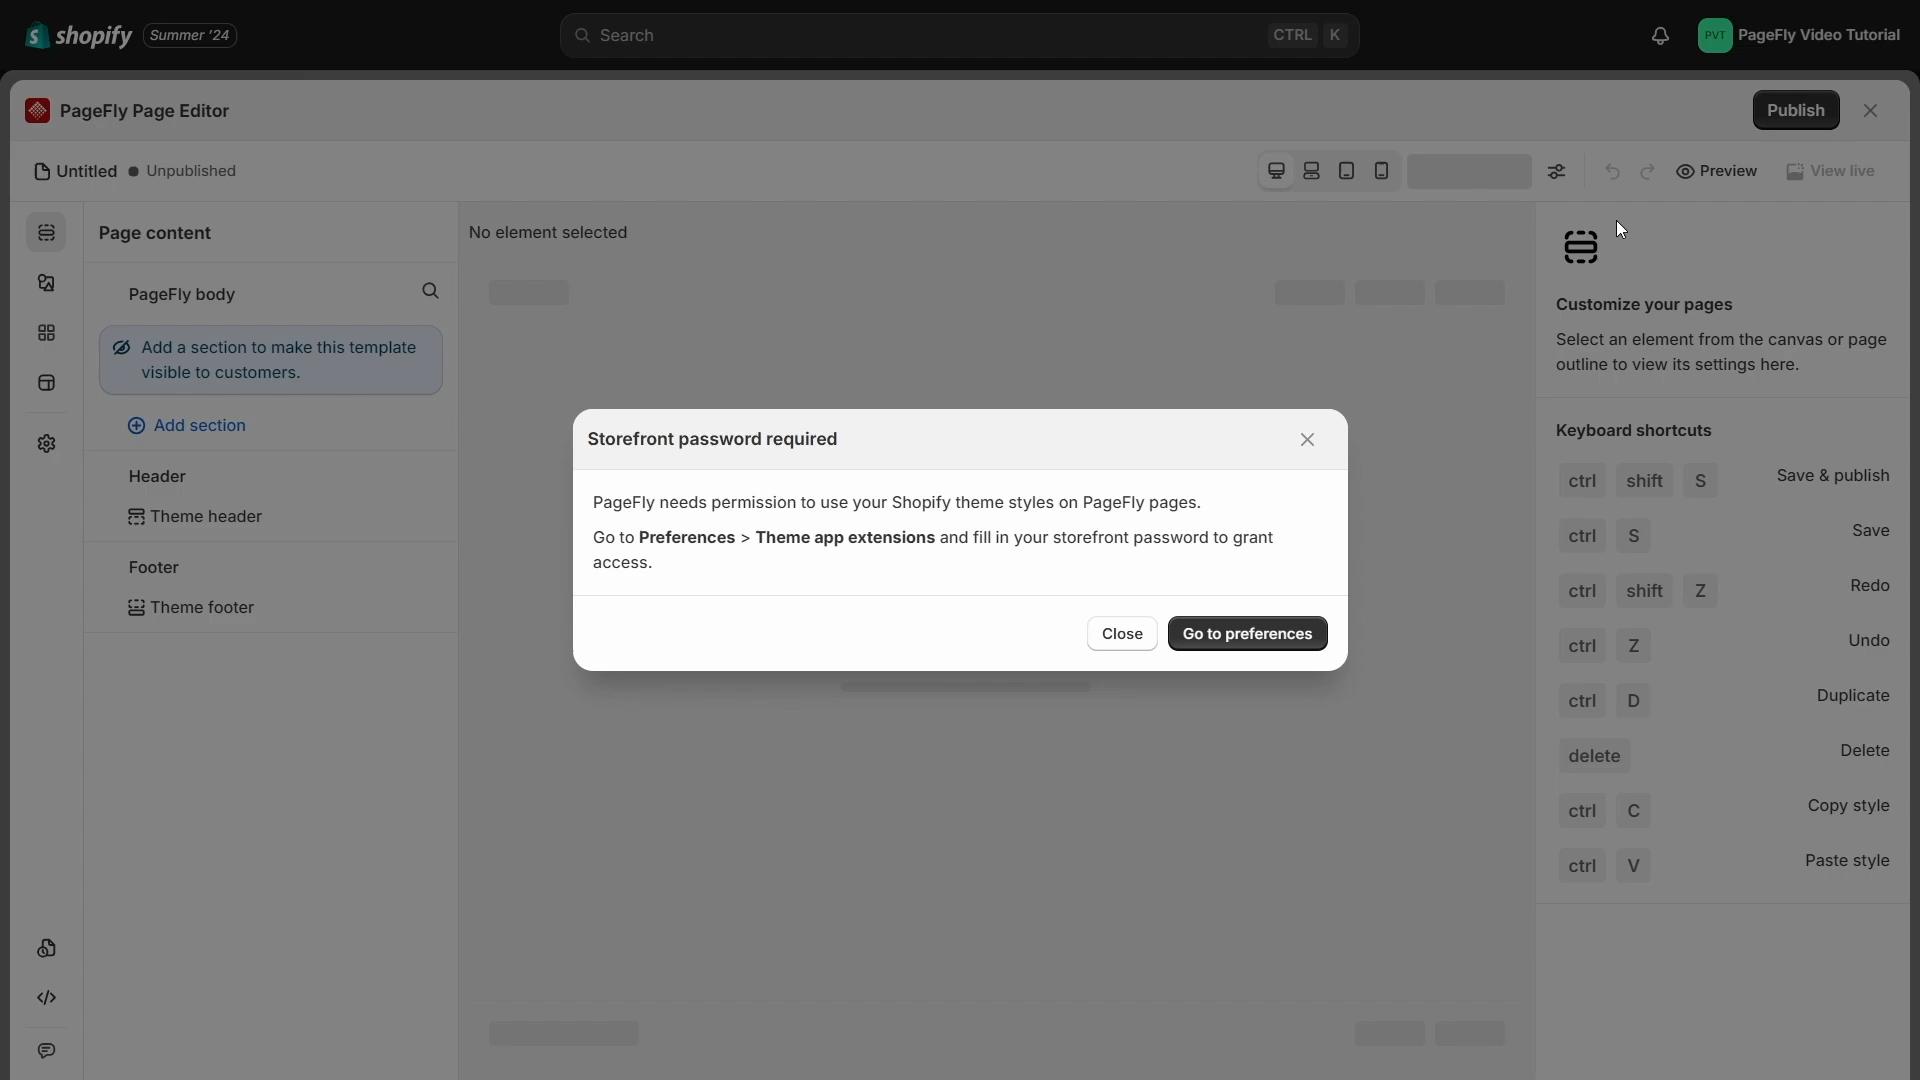 shopify Summer '24
Search CTRL K
PVT PageFly Video Tutorial
PageFly Page Editor
Publish
Untitled Unpublished
Preview View live
Page content
PageFly body
Add a section to make this template
visible to customers.
Add section
Header
Theme header
Footer
Theme footer
No element selected
Storefront password required
PageFly needs permission to use your Shopify theme styles on PageFly pages.
Go to Preferences > Theme app extensions and fill in your storefront password to grant
access.
Close Go to preferences
Customize your pages
Select an element from the canvas or page
outline to view its settings here.
Keyboard shortcuts
ctrl shift S Save & publish
ctrl S Save
ctrl shift Z Redo
ctrl Z Undo
ctrl D Duplicate
delete Delete
ctrl C Copy style
ctrl V Paste style